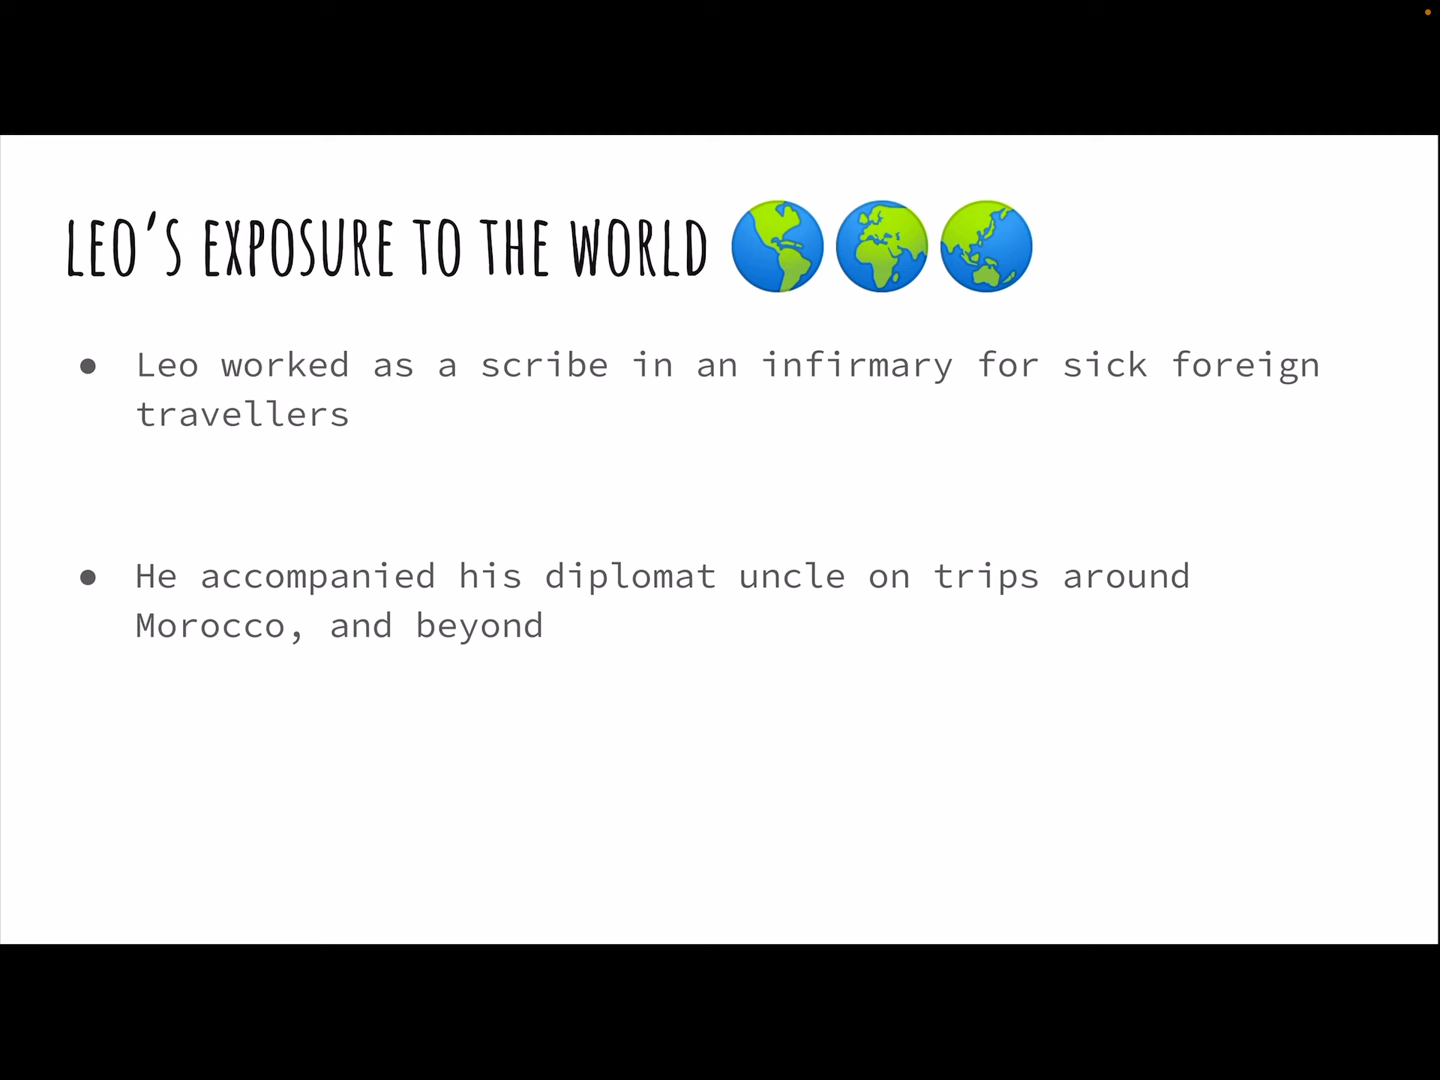 LEO'S EXPOSURE TO THE WORLD 🌎🌍🌏
● Leo worked as a scribe in an infirmary for sick foreign
travellers
● He accompanied his diplomat uncle on trips around
Morocco, and beyond